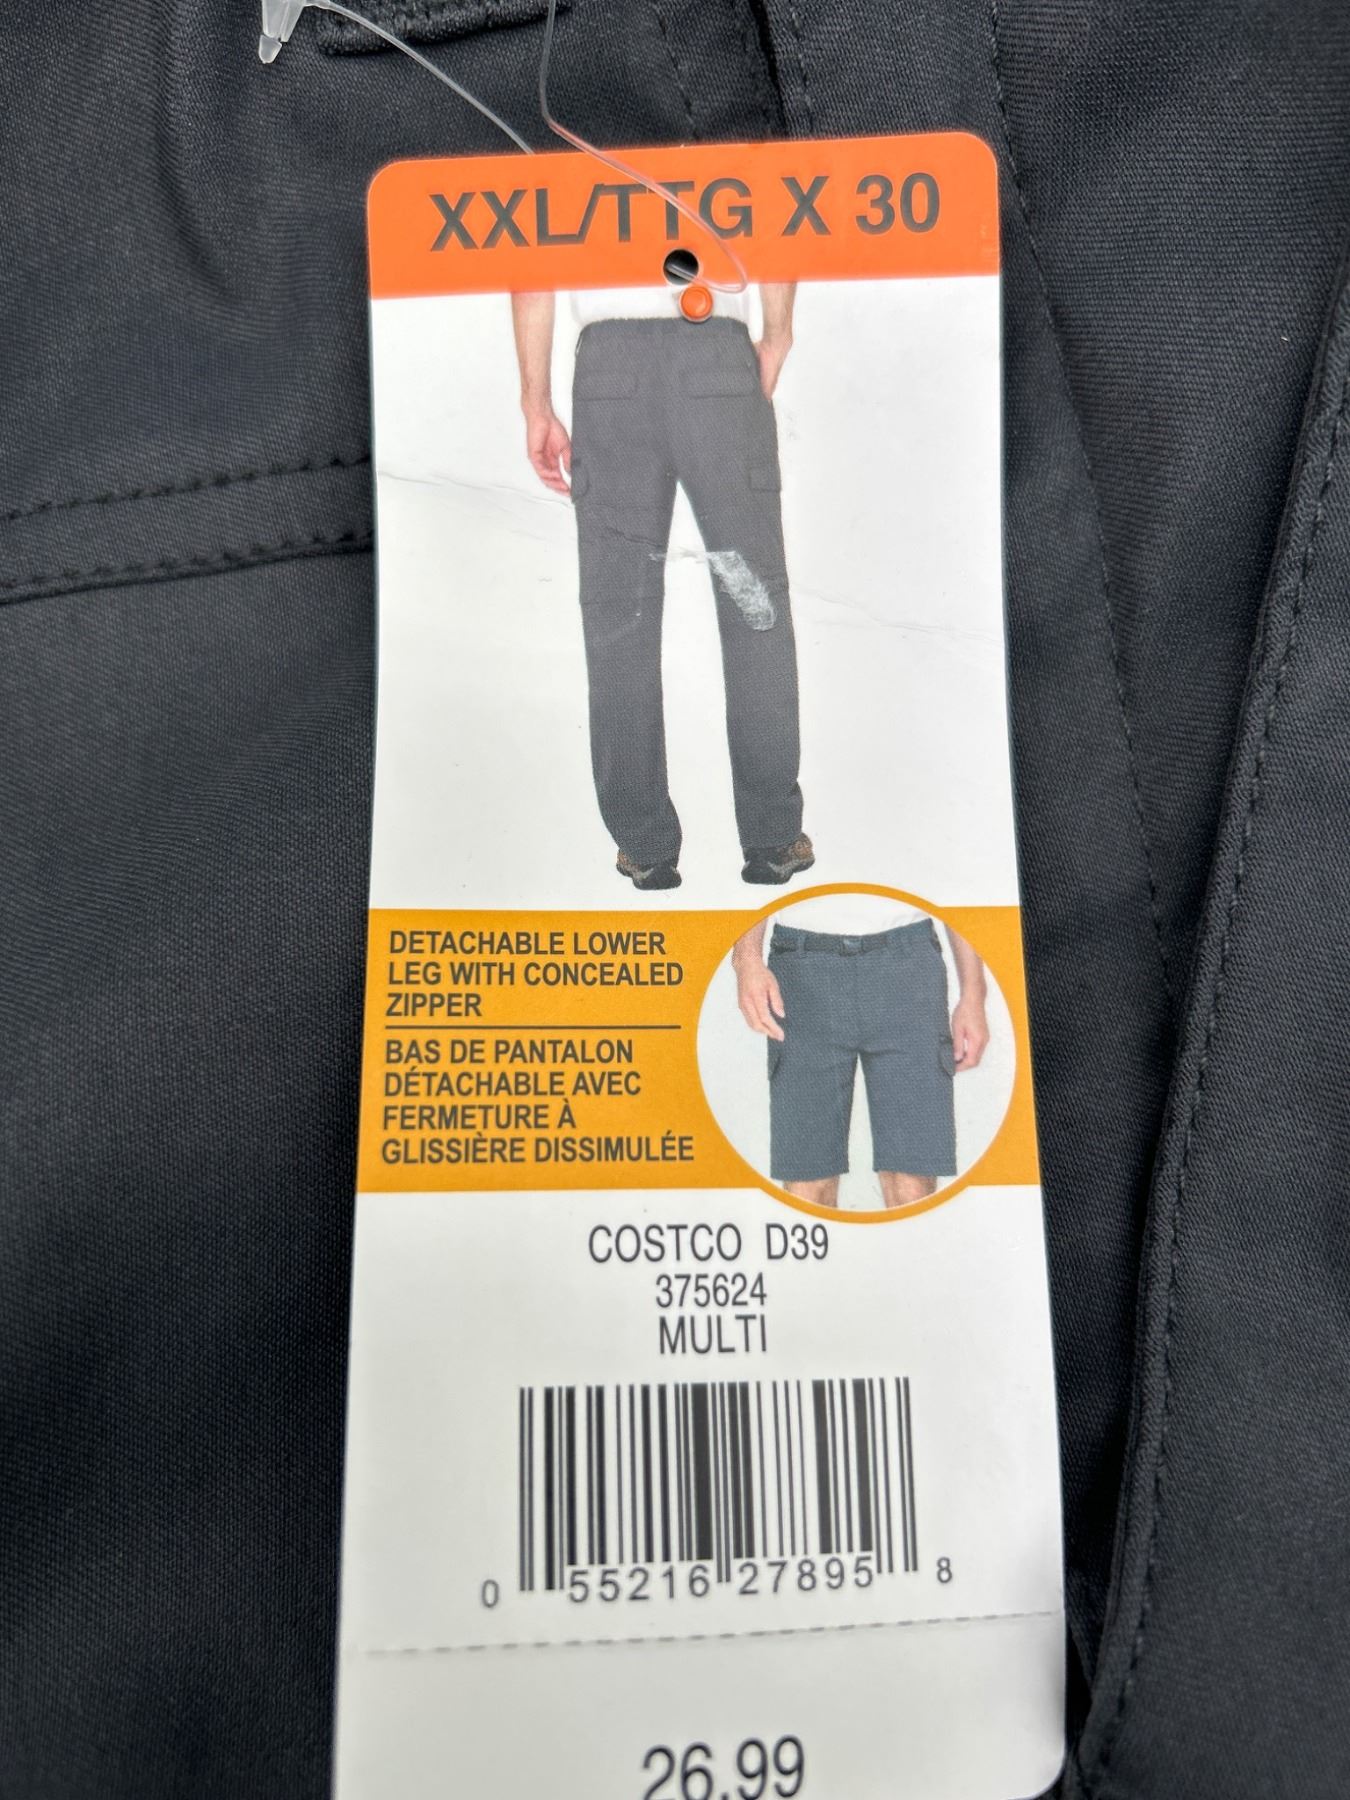 XXL/TTG X 30
DETACHABLE LOWER
LEG WITH CONCEALED
ZIPPER
BAS DE PANTALON
DÉTACHABLE AVEC
FERMETURE À
GLISSIÈRE DISSIMULÉE
COSTCO D39
375624
MULTI
0 55216 27895 8
26.99